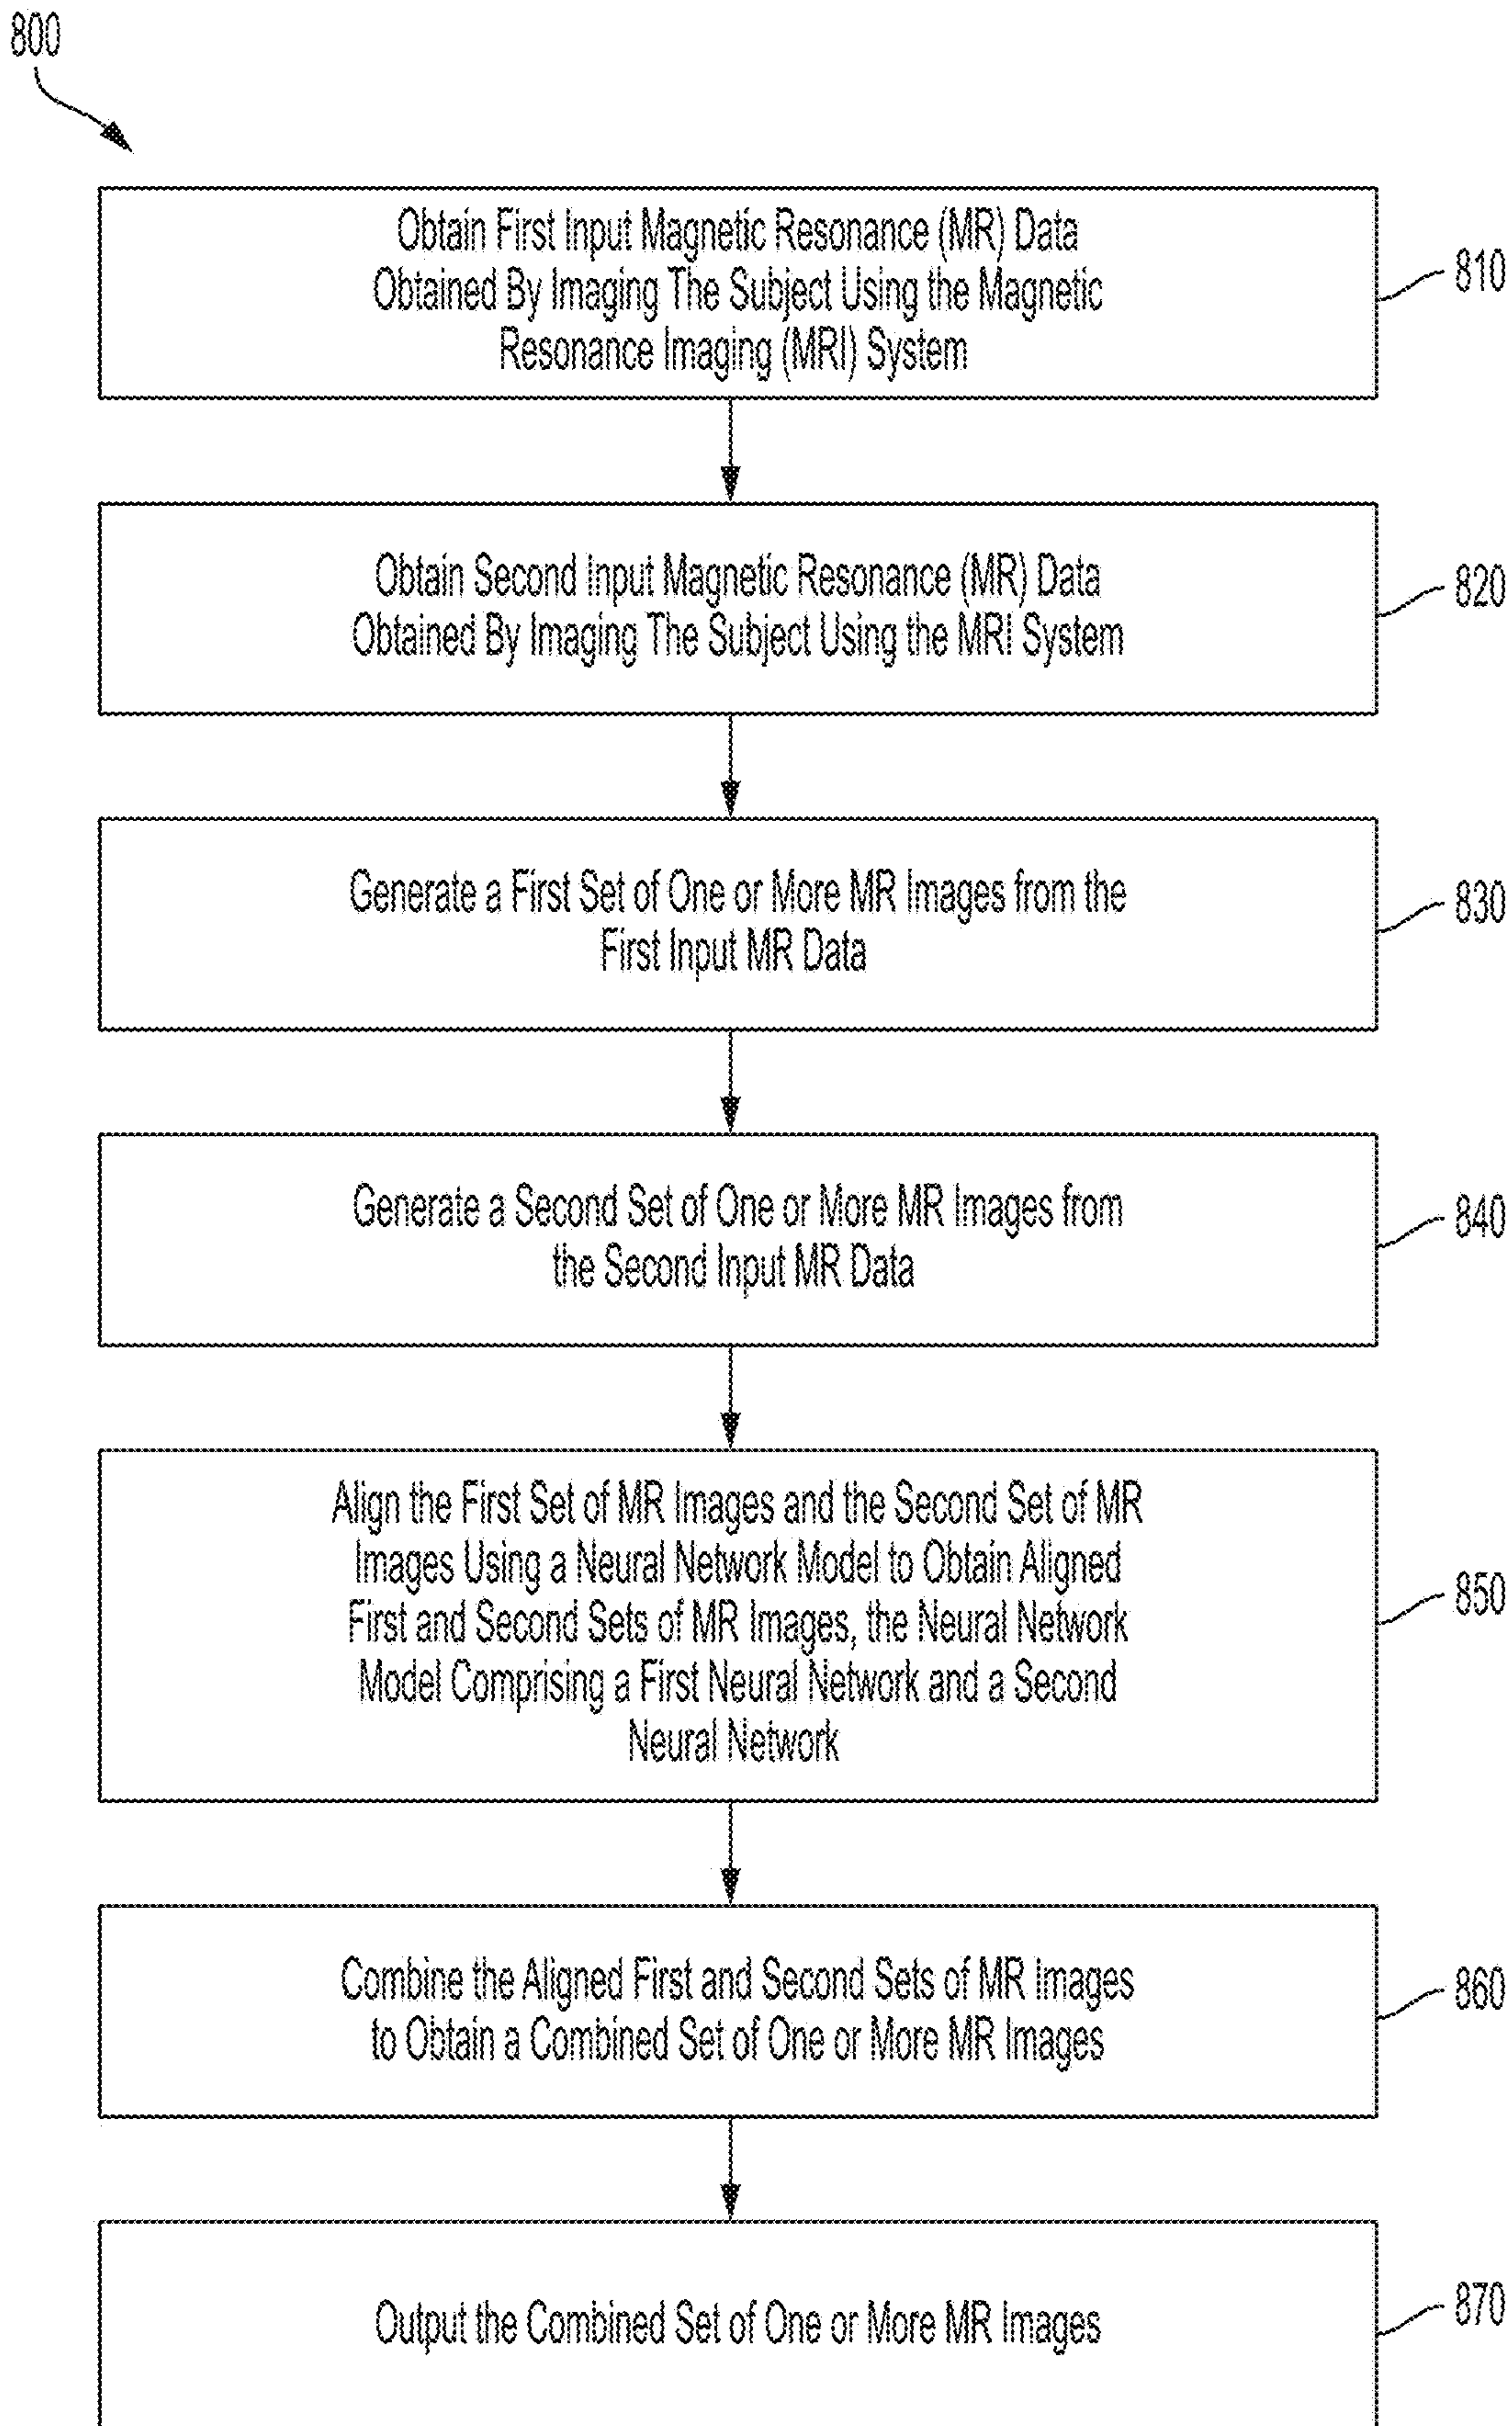 800
Obtain First Input Magnetic Resonance (MR) Data
Obtained By Imaging The Subject Using the Magnetic
Resonance Imaging (MRI) System
810
Obtain Second Input Magnetic Resonance (MR) Data
Obtained By Imaging The Subject Using the MRI System
820
Generate a First Set of One or More MR Images from the
First Input MR Data
830
Generate a Second Set of One or More MR Images from
the Second Input MR Data
840
Align the First Set of MR Images and the Second Set of MR
Images Using a Neural Network Model to Obtain Aligned
First and Second Sets of MR Images, the Neural Network
Model Comprising a First Neural Network and a Second
Neural Network
850
Combine the Aligned First and Second Sets of MR Images
to Obtain a Combined Set of One or More MR Images
860
Output the Combined Set of One or More MR Images
870